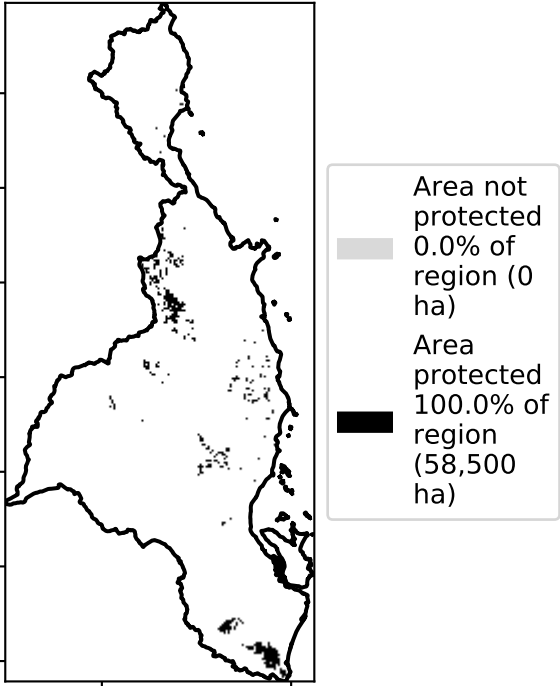 Area not
protected
0.0% of
region (0
ha)
Area
protected
100.0% of
region
(58,500
ha)